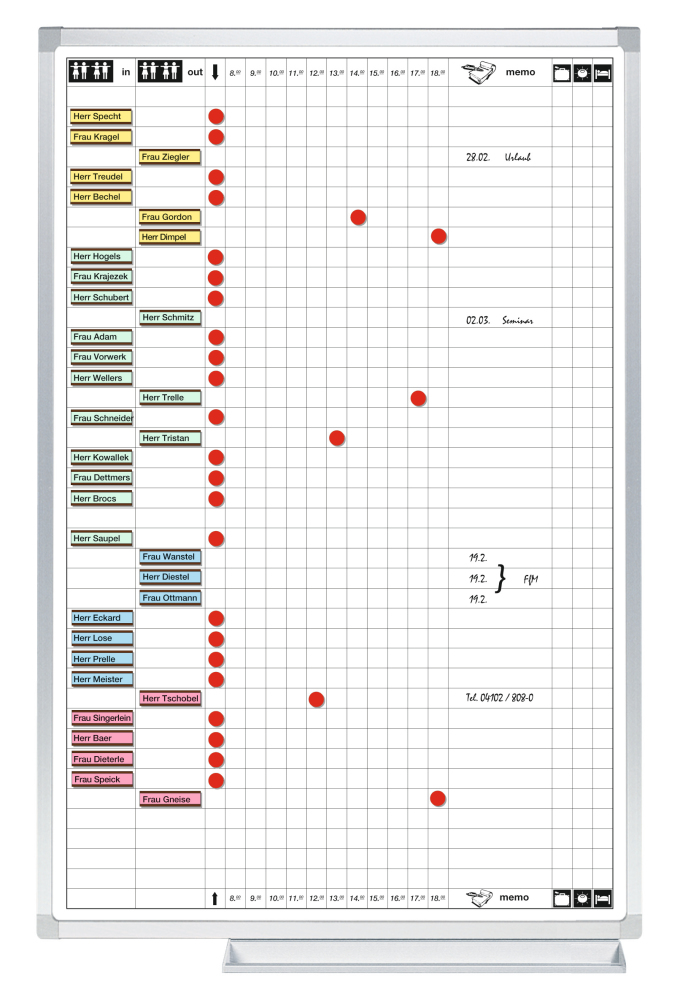 in out 8.00 9.00 10.00 11.00 12.00 13.00 14.00 15.00 16.00 17.00 18.00 memo
Herr Specht
Frau Kragel
Frau Ziegler 28.02. Urlaub
Herr Treudel
Herr Bechel
Frau Gordon
Herr Dimpel
Herr Hogels
Frau Krajezek
Herr Schubert
Herr Schmitz 02.03. Seminar
Frau Adam
Frau Vorwerk
Herr Wellers
Herr Trelle
Frau Schneider
Herr Tristan
Herr Kowallek
Frau Dettmers
Herr Brocs
Herr Saupel
Frau Wanstel 19.2.
Herr Diestel 19.2. } FfM
Frau Ottmann 19.2.
Herr Eckard
Herr Lose
Herr Prelle
Herr Meister
Herr Tschobel Tel. 04102 / 808-0
Frau Singerlein
Herr Baer
Frau Dieterle
Frau Speick
Frau Gneise
8.00 9.00 10.00 11.00 12.00 13.00 14.00 15.00 16.00 17.00 18.00 memo